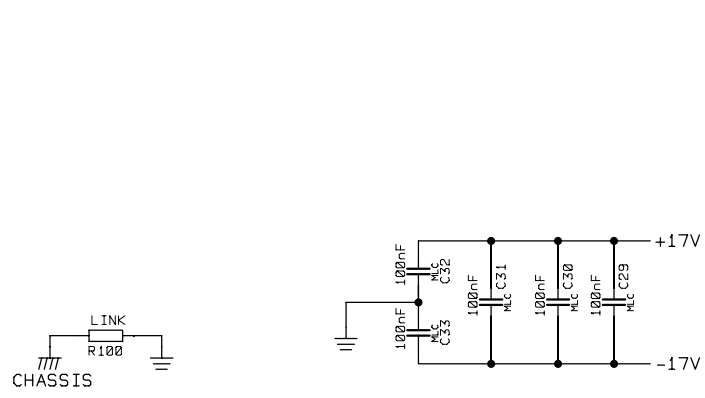 +17V
100nF
MLC
C32
100nF
MLC
C31
100nF
MLC
C30
100nF
MLC
C29
100nF
MLC
C33
-17V
LINK
R100
CHASSIS